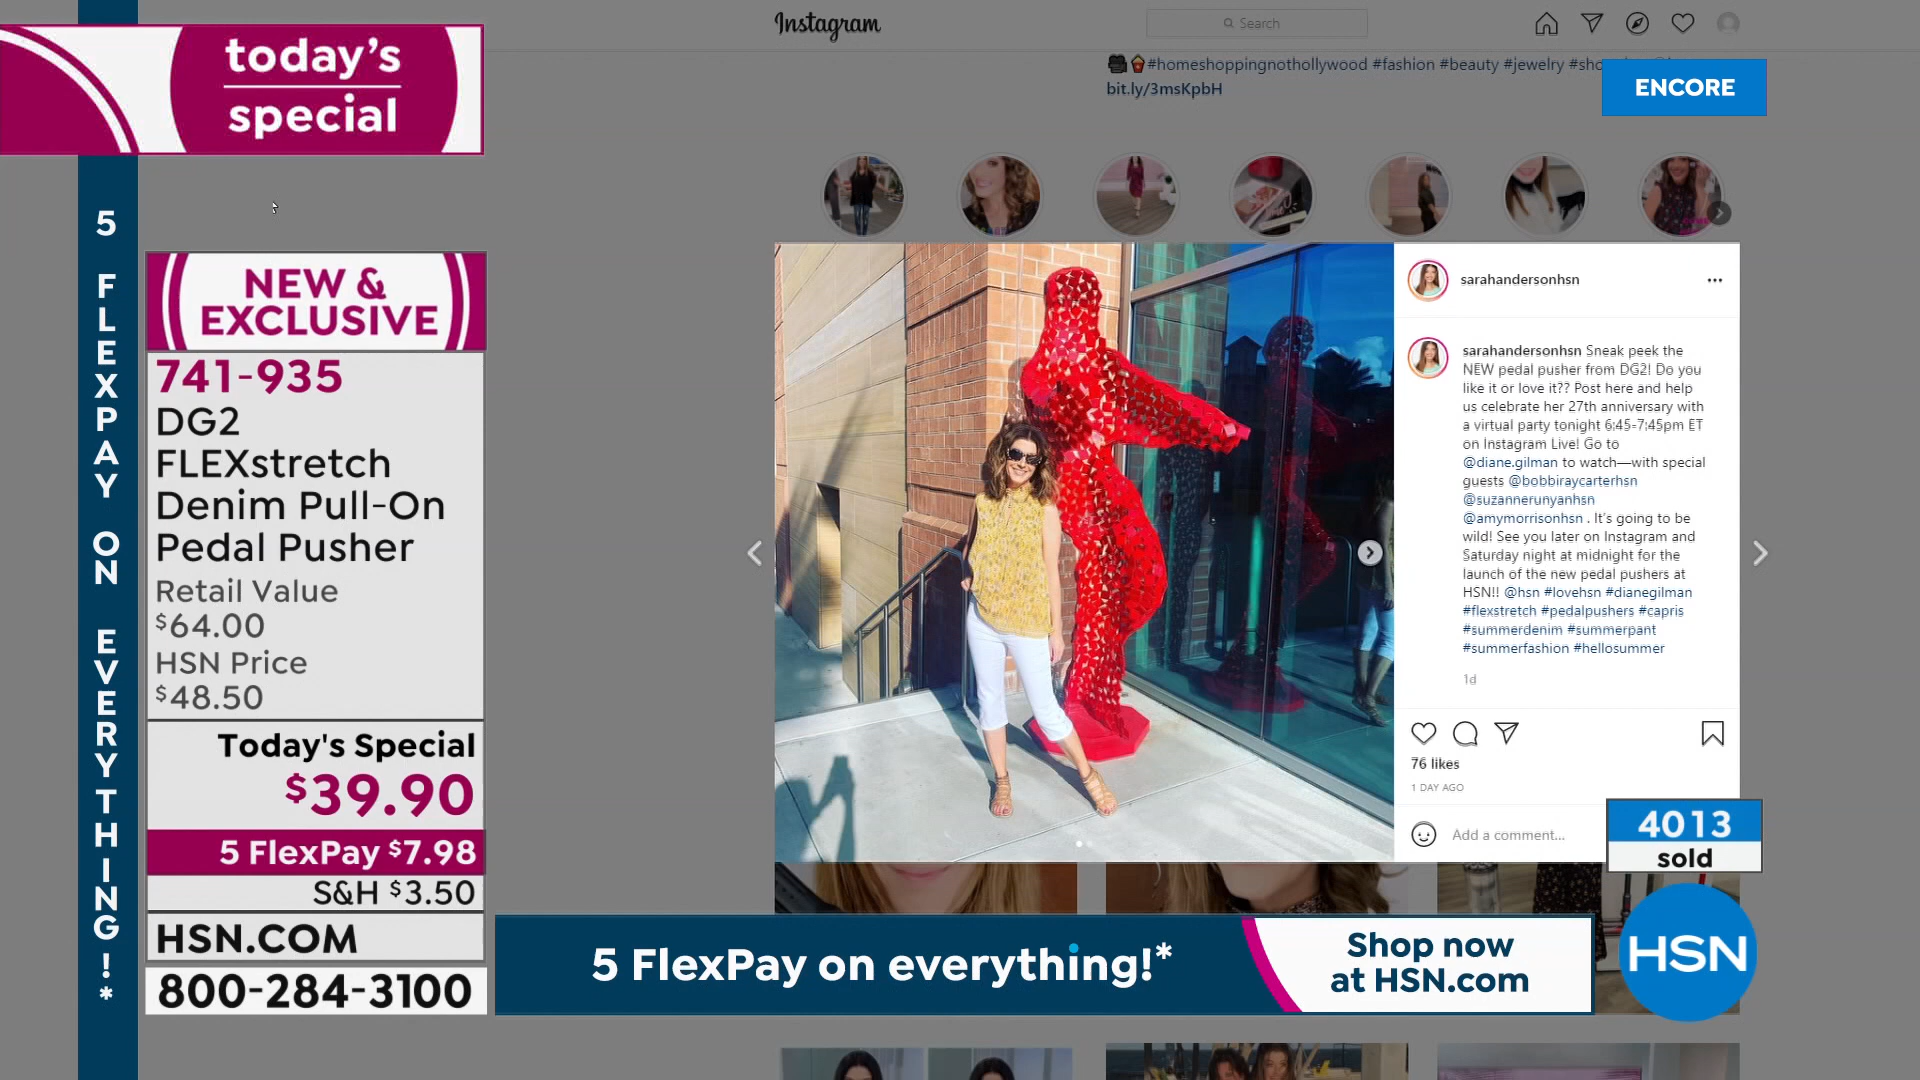 today's
special
5 FLEXPAY ON EVERYTHING!*
NEW &
EXCLUSIVE
741-935
DG2
FLEXstretch
Denim Pull-On
Pedal Pusher
Retail Value
$64.00
HSN Price
$48.50
Today's Special
$39.90
5 FlexPay $7.98
S&H $3.50
HSN.COM
800-284-3100
Instagram
Search
#homeshoppingnothollywood #fashion #beauty #jewelry
bit.ly/3msKpbH
ENCORE
sarahandersonhsn
sarahandersonhsn Sneak peek the
NEW pedal pusher from DG2! Do you
like it or love it?? Post here and help
us celebrate her 27th anniversary with
a virtual party tonight 6:45-7:45pm ET
on Instagram Live! Go to
@diane.gilman to watch—with special
guests @bobbiraycarterhsn
@suzannerunyanhsn
@amymorrisonhsn . It's going to be
wild! See you later on Instagram and
Saturday night at midnight for the
launch of the new pedal pushers at
HSN!! @hsn #lovehsn #dianegilman
#flexstretch #pedalpushers #capris
#summerdenim #summerpant
#summerfashion #hellosummer
1d
76 likes
1 DAY AGO
Add a comment...
4013
sold
5 FlexPay on everything!*
Shop now
at HSN.com
HSN